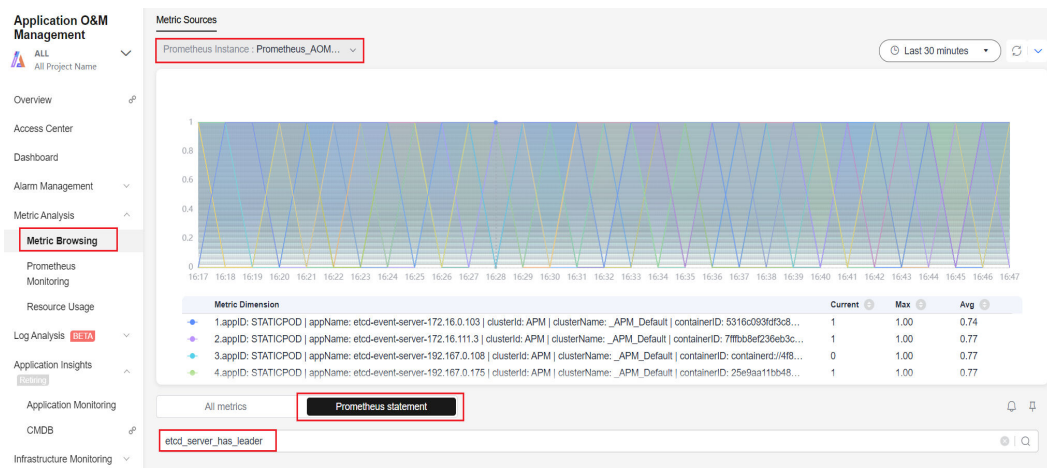 Application O&M
Management
ALL
All Project Name
Overview
Access Center
Dashboard
Alarm Management
Metric Analysis
Metric Browsing
Prometheus
Monitoring
Resource Usage
Log Analysis BETA
Application Insights
Retiring
Application Monitoring
CMDB
Infrastructure Monitoring
Metric Sources
Prometheus Instance : Prometheus_AOM...
Last 30 minutes
1
0.8
0.6
0.4
0.2
0
16:17 16:18 16:19 16:20 16:21 16:22 16:23 16:24 16:25 16:26 16:27 16:28 16:29 16:30 16:31 16:32 16:33 16:34 16:35 16:36 16:37 16:38 16:39 16:40 16:41 16:42 16:43 16:44 16:45 16:46 16:47
Metric Dimension Current Max Avg
1.appID: STATICPOD | appName: etcd-event-server-172.16.0.103 | clusterId: APM | clusterName: _APM_Default | containerID: 5316c093fdf3c8... 1 1.00 0.74
2.appID: STATICPOD | appName: etcd-event-server-172.16.111.3 | clusterId: APM | clusterName: _APM_Default | containerID: 7fffbb8ef236eb3c... 1 1.00 0.77
3.appID: STATICPOD | appName: etcd-event-server-192.167.0.108 | clusterId: APM | clusterName: _APM_Default | containerID: containerd://4f8... 0 1.00 0.77
4.appID: STATICPOD | appName: etcd-event-server-192.167.0.175 | clusterId: APM | clusterName: _APM_Default | containerID: 25e9aa11bb48... 1 1.00 0.77
All metrics Prometheus statement
etcd_server_has_leader